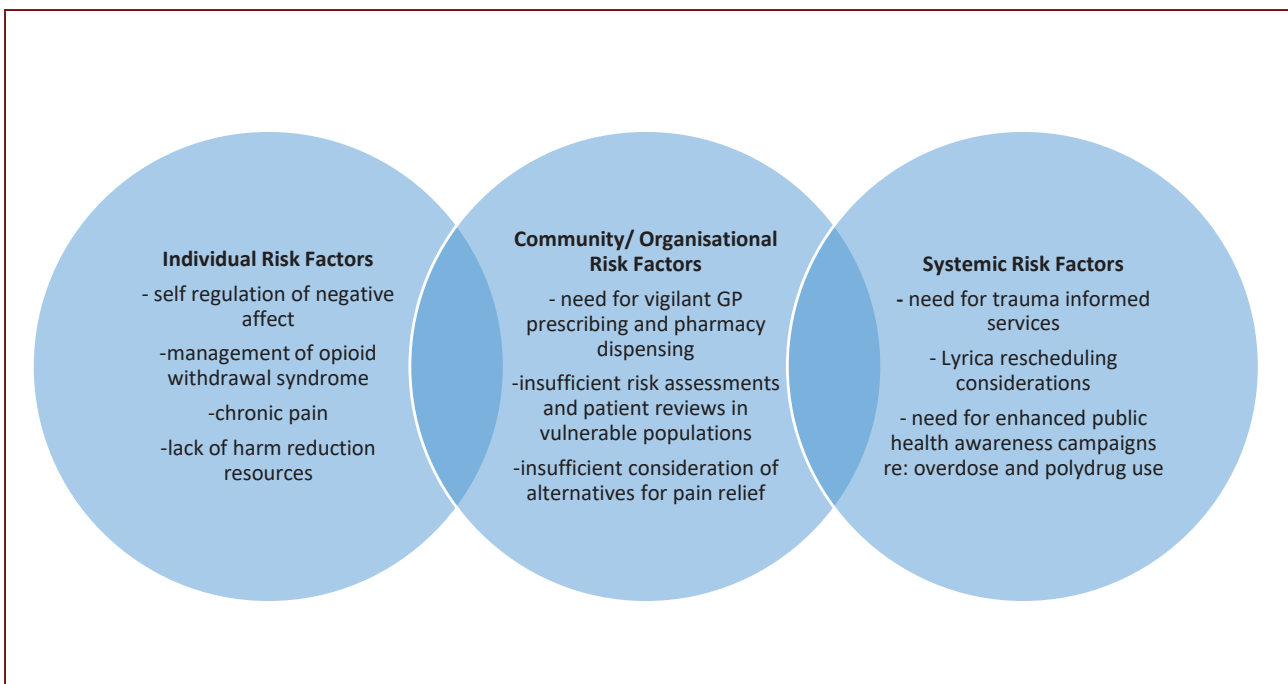 Individual Risk Factors
- self regulation of negative
affect
-management of opioid
withdrawal syndrome
-chronic pain
-lack of harm reduction
resources
Community/ Organisational
Risk Factors
- need for vigilant GP
prescribing and pharmacy
dispensing
-insufficient risk assessments
and patient reviews in
vulnerable populations
-insufficient consideration of
alternatives for pain relief
Systemic Risk Factors
- need for trauma informed
services
- Lyrica rescheduling
considerations
- need for enhanced public
health awareness campaigns
re: overdose and polydrug use